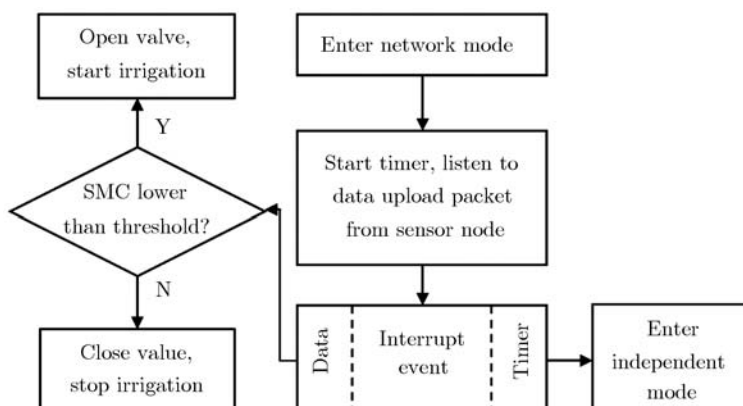 Open valve,
start irrigation
Enter network mode
Y
Start timer, listen to
data upload packet
from sensor node
SMC lower
than threshold?
N
Close value,
stop irrigation
Data
Interrupt
event
Timer
Enter
independent
mode